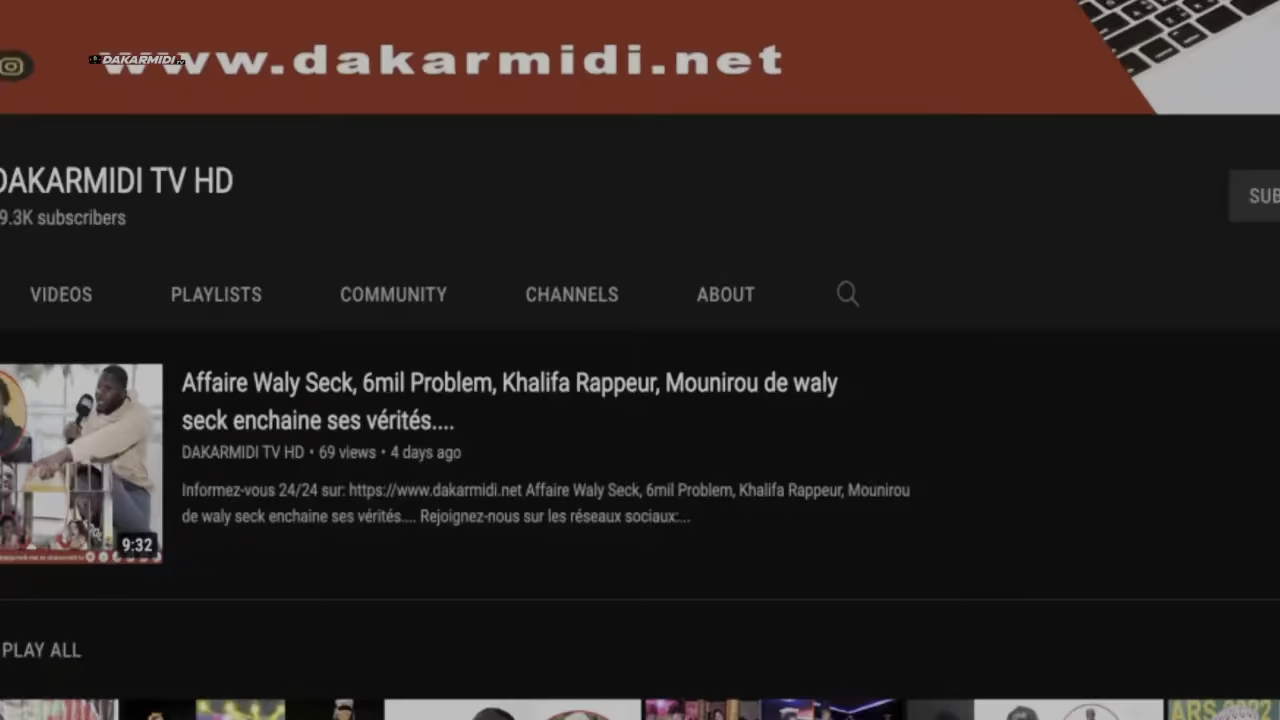 www.dakarmidi.net
DAKARMIDI
DAKARMIDI TV HD
9.3K subscribers
SUB
VIDEOS PLAYLISTS COMMUNITY CHANNELS ABOUT
Affaire Waly Seck, 6mil Problem, Khalifa Rappeur, Mounirou de waly
seck enchaine ses vérités....
DAKARMIDI TV HD • 69 views • 4 days ago
Informez-vous 24/24 sur: https://www.dakarmidi.net Affaire Waly Seck, 6mil Problem, Khalifa Rappeur, Mounirou
de waly seck enchaine ses vérités.... Rejoignez-nous sur les réseaux sociaux:...
9:32
PLAY ALL
ARS 2022